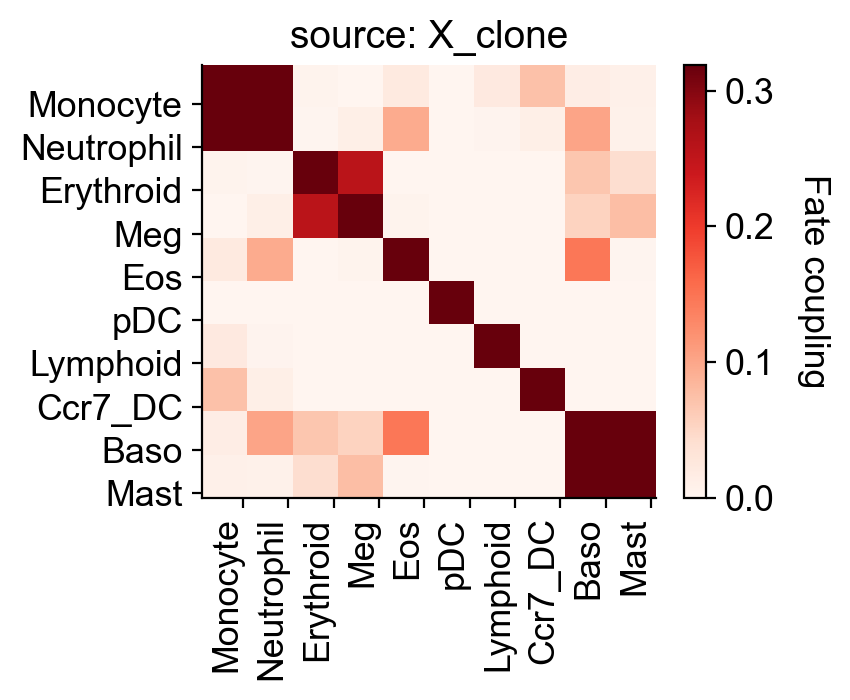 source: X_clone
Monocyte
Neutrophil
Erythroid
Meg
Eos
pDC
Lymphoid
Ccr7_DC
Baso
Mast
Monocyte
Neutrophil
Erythroid
Meg
Eos
pDC
Lymphoid
Ccr7_DC
Baso
Mast
0.3
0.2
0.1
0.0
Fate coupling